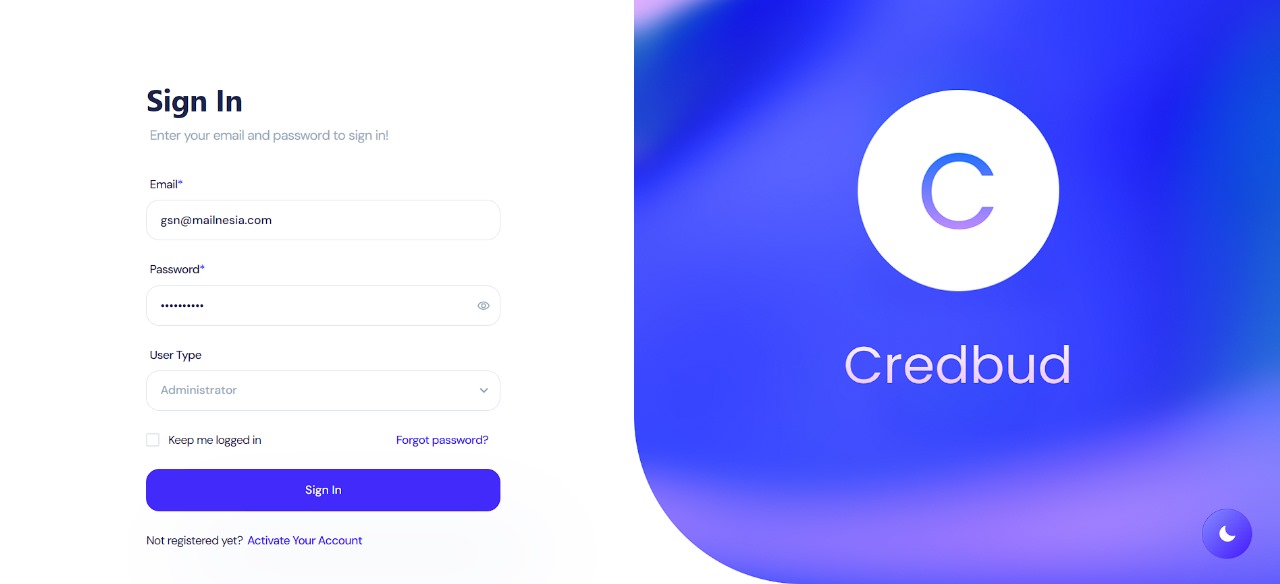 Sign In
Enter your email and password to sign in!
Email*
gsn@mailnesia.com
Password*
••••••••••
User Type
Administrator
Keep me logged in
Forgot password?
Sign In
Not registered yet? Activate Your Account
C
Credbud